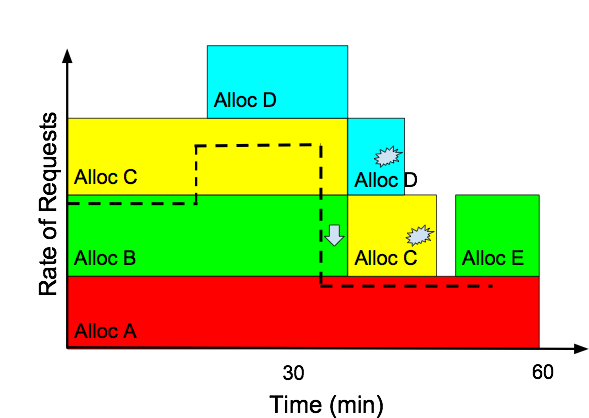 Alloc D
Alloc C
Alloc D
Alloc B
Alloc C
Alloc E
Alloc A
Rate of Requests
30
60
Time (min)